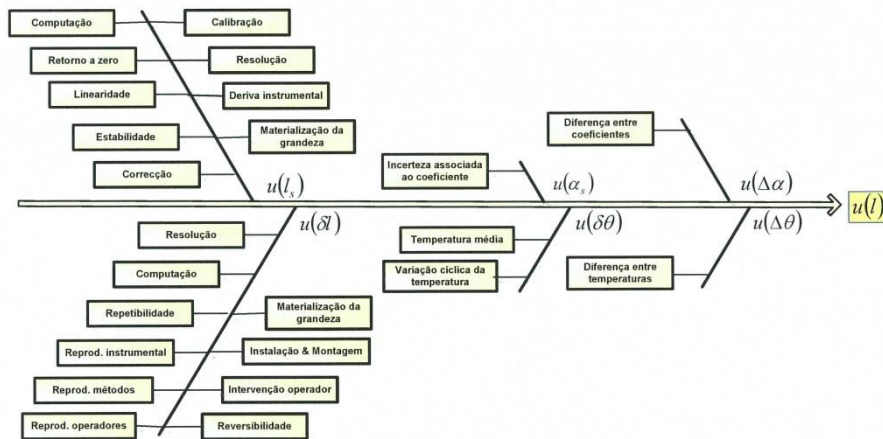 Computação
Calibração
Retorno a zero
Resolução
Linearidade
Deriva instrumental
Estabilidade
Materialização da
grandeza
Correcção
u(l_s)
Incerteza associada
ao coeficiente
u(α_s)
Diferença entre
coeficientes
u(Δα)
u(l)
u(δl)
Resolução
Computação
Repetibilidade
Materialização da
grandeza
Reprod. instrumental
Instalação & Montagem
Reprod. métodos
Intervenção operador
Reprod. operadores
Reversibilidade
u(δθ)
Temperatura média
Variação cíclica da
temperatura
u(Δθ)
Diferença entre
temperaturas